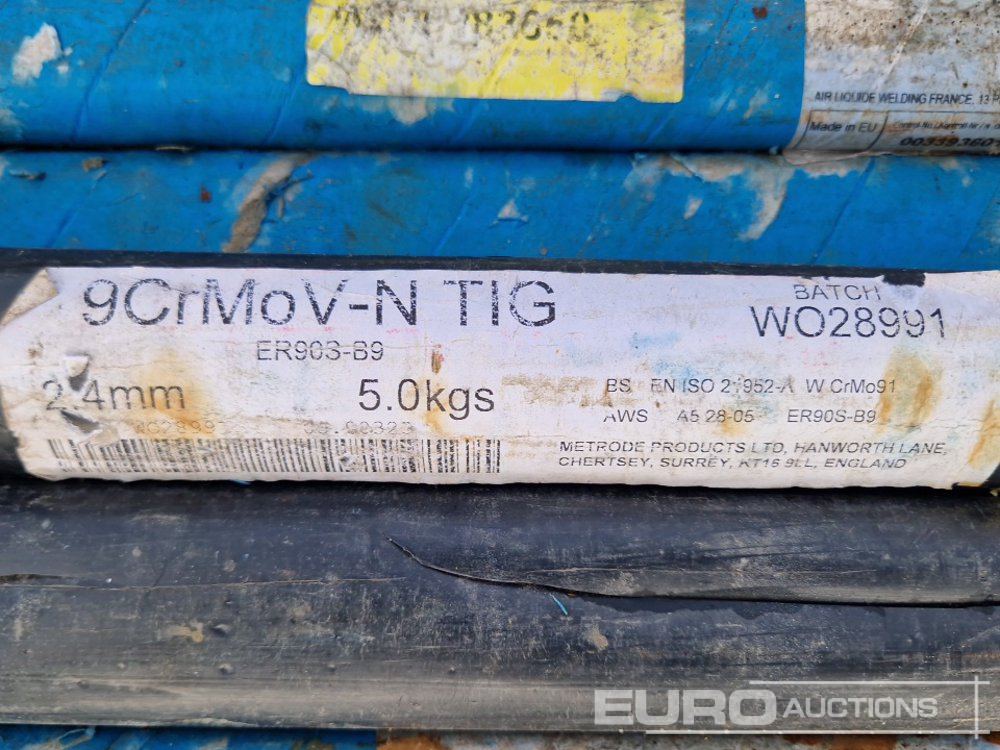 AIR LIQUIDE WELDING FRANCE, 13
Made in EU
9CrMoV-N TIG
BATCH
WO28991
ER90S-B9
2.4mm
5.0kgs
BS EN ISO 21952-A W CrMo91
AWS A5 28-05 ER90S-B9
METRODE PRODUCTS LTD, HANWORTH LANE,
CHERTSEY, SURREY, KT16 9LL, ENGLAND
EURO AUCTIONS